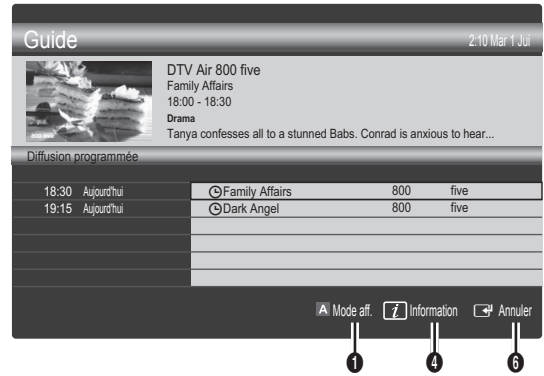 Guide
2:10 Mar 1 Jui
DTV Air 800 five
Family Affairs
18:00 - 18:30
Drama
Tanya confesses all to a stunned Babs. Conrad is anxious to hear...
Diffusion programmée
18:30 Aujourd'hui Family Affairs 800 five
19:15 Aujourd'hui Dark Angel 800 five
A Mode aff. i Information Annuler
1 4 6